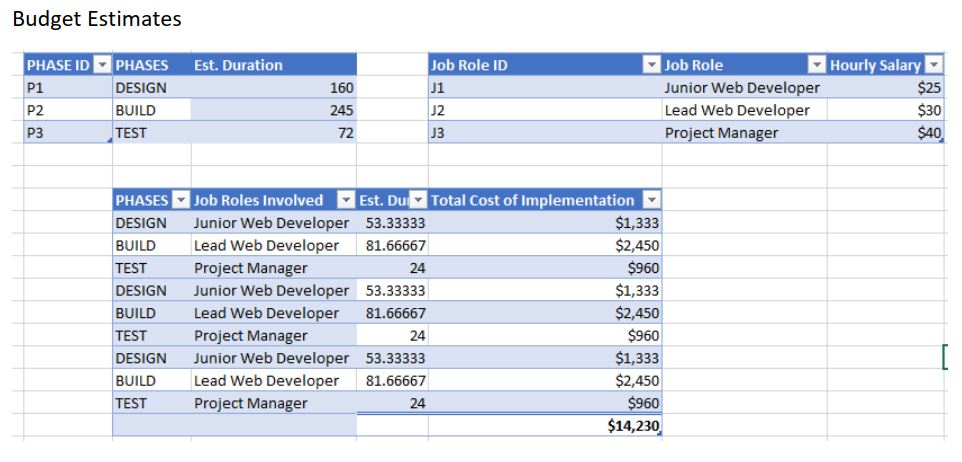 Budget Estimates
PHASE ID PHASES Est. Duration Job Role ID Job Role Hourly Salary
P1 DESIGN 160 J1 Junior Web Developer $25
P2 BUILD 245 J2 Lead Web Developer $30
P3 TEST 72 J3 Project Manager $40
PHASES Job Roles Involved Est. Du Total Cost of Implementation
DESIGN Junior Web Developer 53.33333 $1,333
BUILD Lead Web Developer 81.66667 $2,450
TEST Project Manager 24 $960
DESIGN Junior Web Developer 53.33333 $1,333
BUILD Lead Web Developer 81.66667 $2,450
TEST Project Manager 24 $960
DESIGN Junior Web Developer 53.33333 $1,333
BUILD Lead Web Developer 81.66667 $2,450
TEST Project Manager 24 $960
$14,230